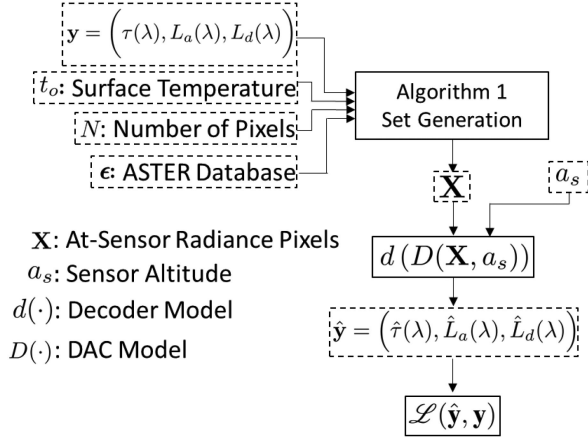 y = (τ(λ), L_a(λ), L_d(λ))
t_o: Surface Temperature
N: Number of Pixels
ϵ: ASTER Database
Algorithm 1
Set Generation
X
a_s
X: At-Sensor Radiance Pixels
a_s: Sensor Altitude
d(·): Decoder Model
D(·): DAC Model
d (D(X, a_s))
ŷ = (τ̂(λ), L̂_a(λ), L̂_d(λ))
ℒ(ŷ, y)